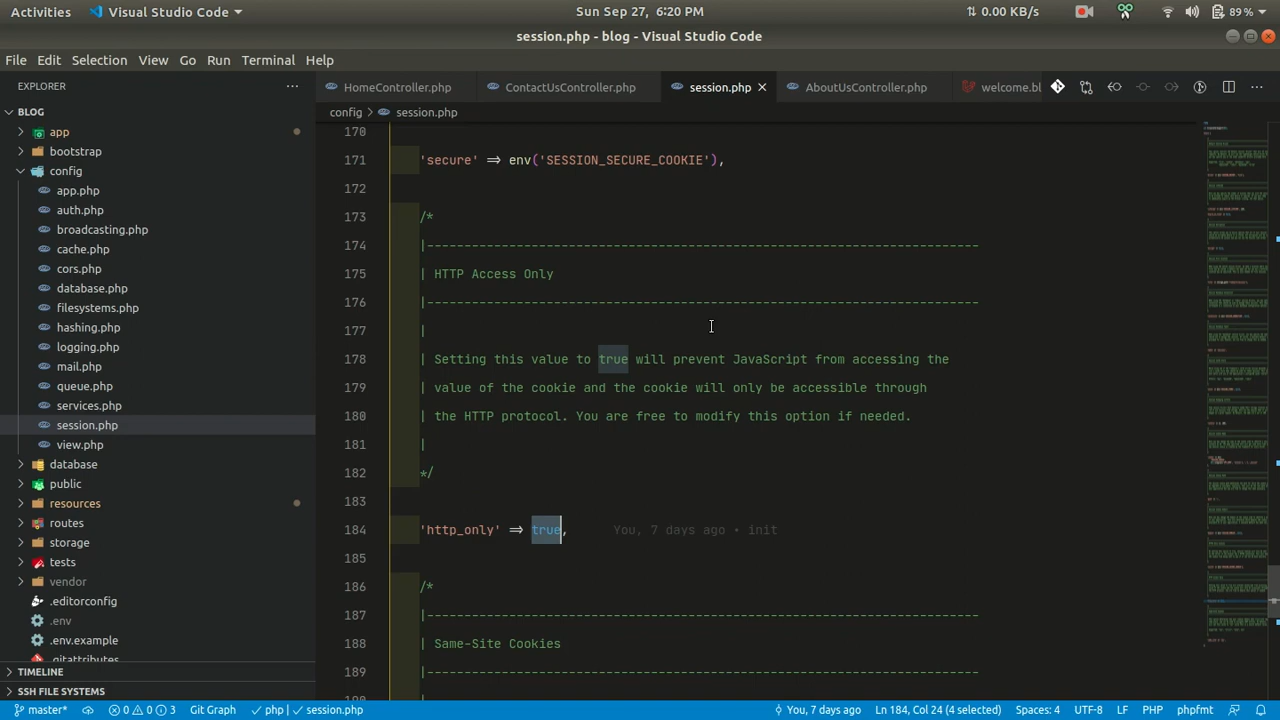 Activities
Visual Studio Code
Sun Sep 27, 6:20 PM
0.00 KB/s
89 %
session.php - blog - Visual Studio Code
File Edit Selection View Go Run Terminal Help
EXPLORER
HomeController.php
ContactUsController.php
session.php
AboutUsController.php
welcome.bl
BLOG
config > session.php
app
bootstrap
config
app.php
auth.php
broadcasting.php
cache.php
cors.php
database.php
filesystems.php
hashing.php
logging.php
mail.php
queue.php
services.php
session.php
view.php
database
public
resources
routes
storage
tests
vendor
.editorconfig
.env
.env.example
.gitattributes
TIMELINE
SSH FILE SYSTEMS
170
171 'secure' => env('SESSION_SECURE_COOKIE'),
172
173 /*
174 |--------------------------------------------------------------------------
175 | HTTP Access Only
176 |--------------------------------------------------------------------------
177 |
178 | Setting this value to true will prevent JavaScript from accessing the
179 | value of the cookie and the cookie will only be accessible through
180 | the HTTP protocol. You are free to modify this option if needed.
181 |
182 */
183
184 'http_only' => true, You, 7 days ago • init
185
186 /*
187 |--------------------------------------------------------------------------
188 | Same-Site Cookies
189 |--------------------------------------------------------------------------
master* 0 0 3 Git Graph php | session.php You, 7 days ago Ln 184, Col 24 (4 selected) Spaces: 4 UTF-8 LF PHP phpfmt